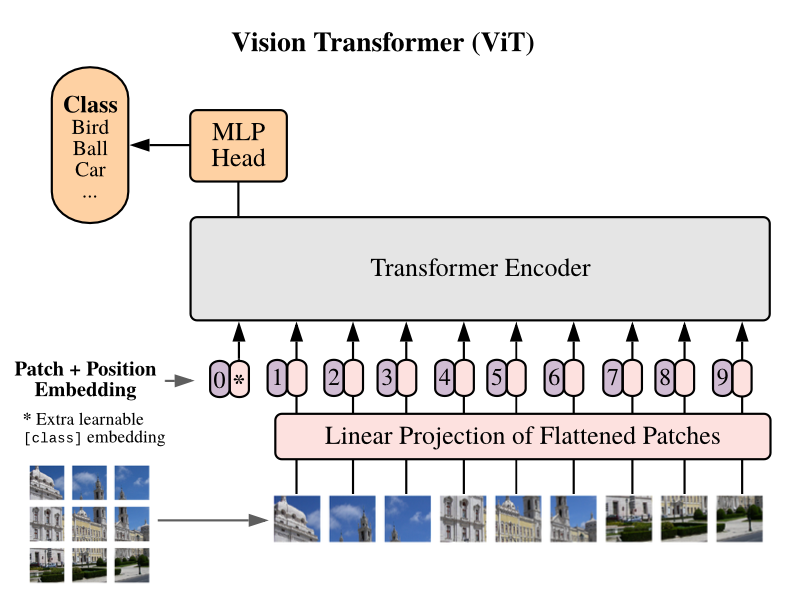 Vision Transformer (ViT)
Class
Bird
Ball
Car
...
MLP
Head
Transformer Encoder
Patch + Position
Embedding
0 * 1 2 3 4 5 6 7 8 9
* Extra learnable
[class] embedding
Linear Projection of Flattened Patches